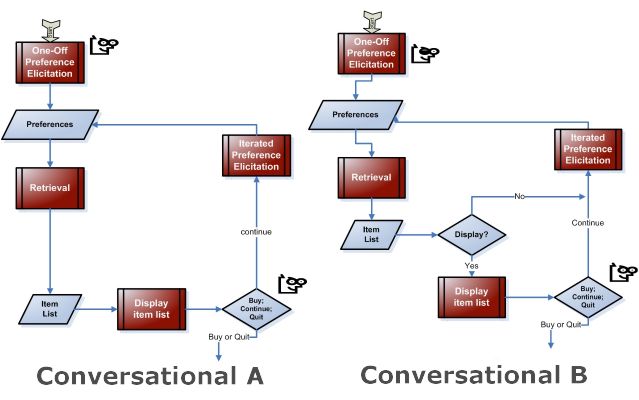 One-Off
Preference
Elicitation
Preferences
Iterated
Preference
Elicitation
Retrieval
continue
Item
List
Display
item list
Buy;
Continue;
Quit
Buy or Quit
Conversational A
One-Off
Preference
Elicitation
Preferences
Iterated
Preference
Elicitation
Retrieval
No
Continue
Item
List
Display?
Yes
Display
item list
Buy;
Continue;
Quit
Buy or Quit
Conversational B